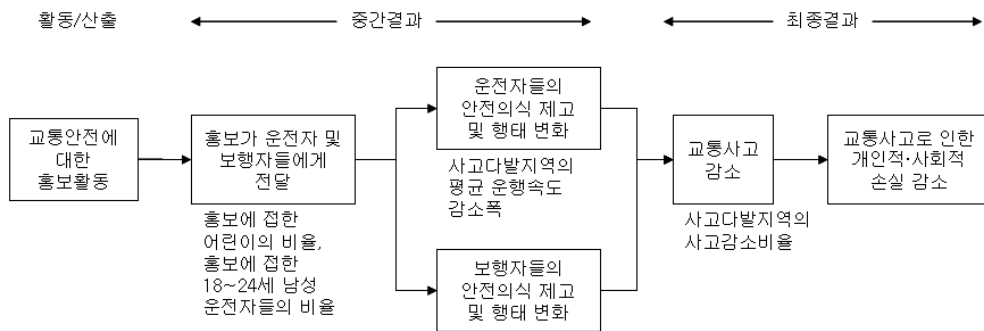 활동/산출
중간결과
최종결과
교통안전에
대한
홍보활동
홍보가 운전자 및
보행자들에게
전달
홍보에 접한
어린이의 비율,
홍보에 접한
18~24세 남성
운전자들의 비율
운전자들의
안전의식 제고
및 행태 변화
사고다발지역의
평균 운행속도
감소폭
보행자들의
안전의식 제고
및 행태 변화
교통사고
감소
사고다발지역의
사고감소비율
교통사고로 인한
개인적·사회적
손실 감소